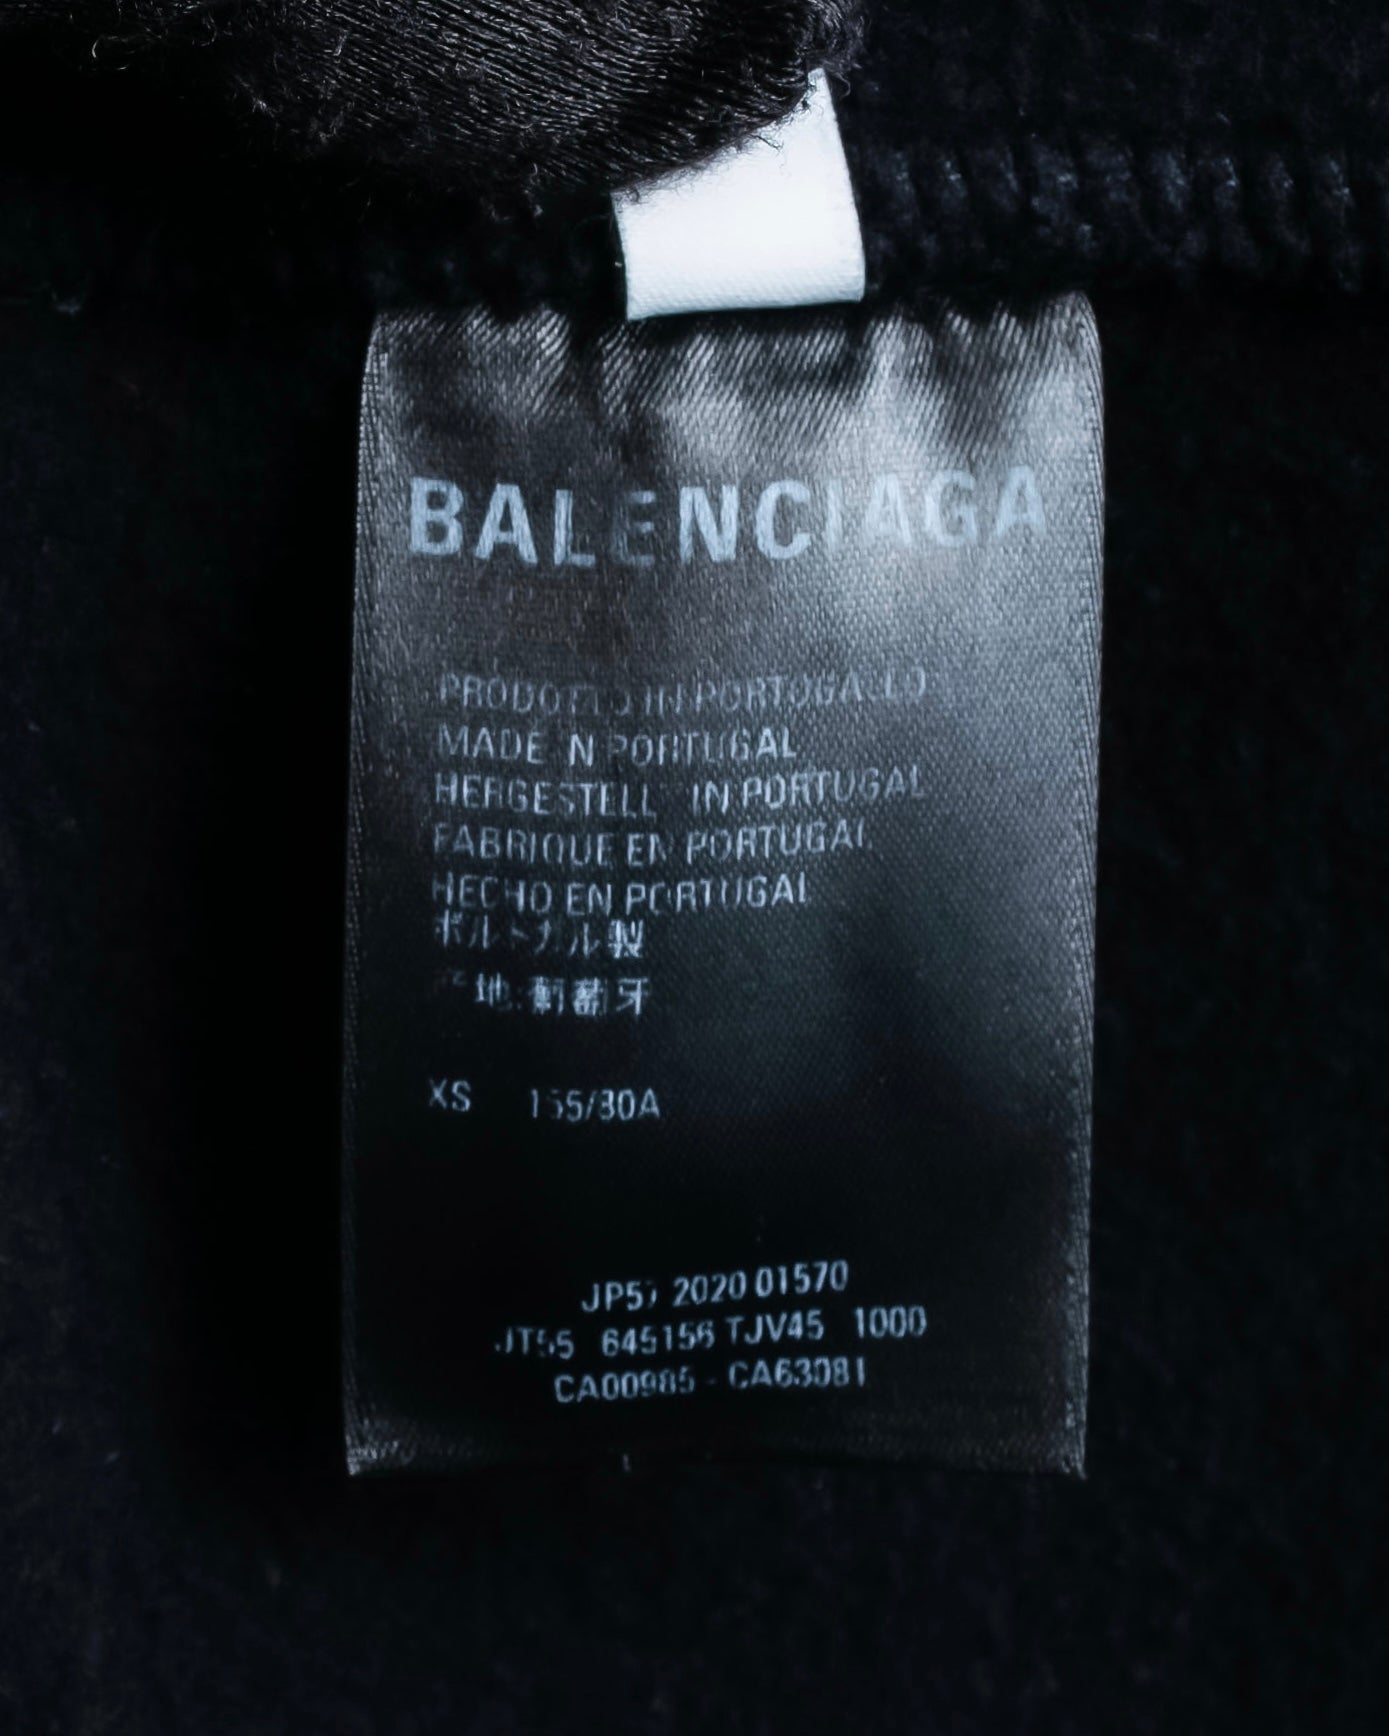 BALENCIAGA
PRODOTTO IN PORTOGALLO
MADE IN PORTUGAL
HERGESTELLT IN PORTUGAL
FABRIQUE EN PORTUGAL
HECHO EN PORTUGAL
ポルトガル製
产地:葡萄牙
XS 155/80A
2020 01570
JT55 645156 TJV45 1000
CA00985 - CA63081